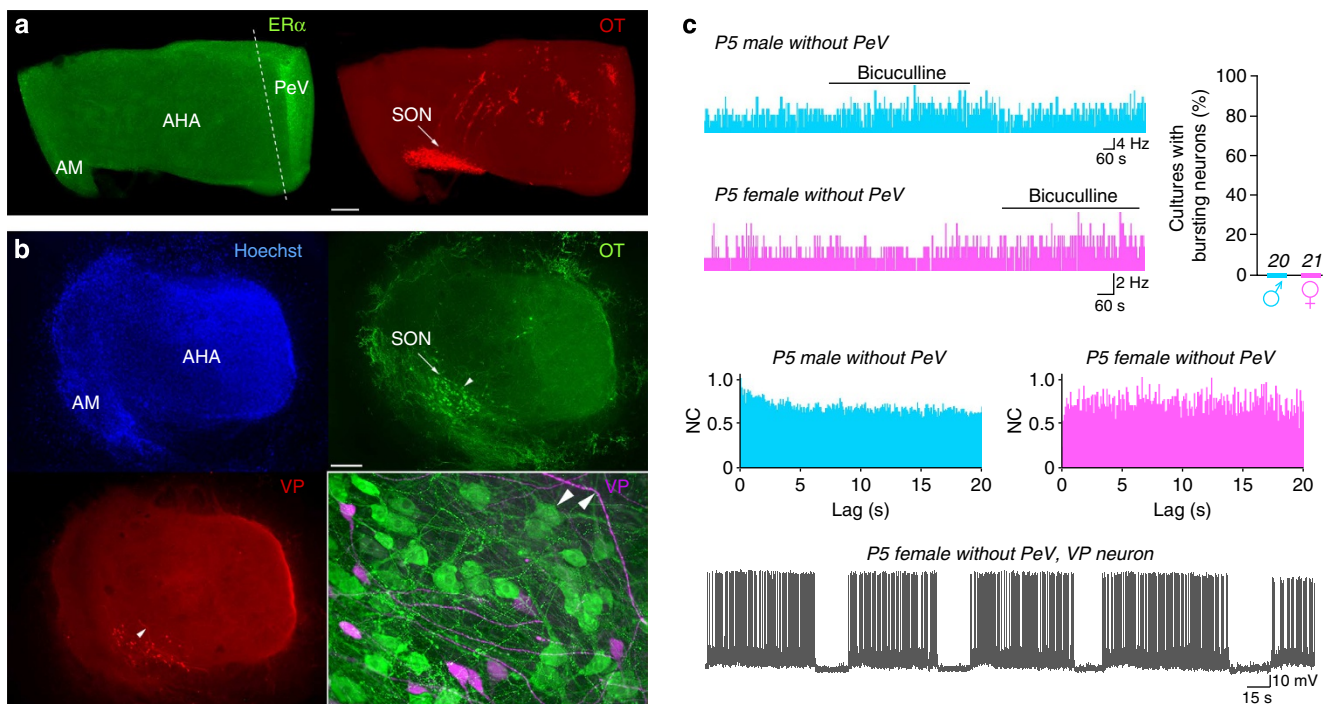 a
ERα
OT
PeV
AHA
AM
SON
b
Hoechst
OT
AHA
AM
SON
VP
VP
c
P5 male without PeV
Bicuculline
4 Hz
60 s
P5 female without PeV
Bicuculline
2 Hz
60 s
Cultures with
bursting neurons (%)
100
80
60
40
20
0
20 21
♂ ♀
P5 male without PeV
NC
1.0
0.5
0
0 5 10 15 20
Lag (s)
P5 female without PeV
NC
1.0
0.5
0
0 5 10 15 20
Lag (s)
P5 female without PeV, VP neuron
10 mV
15 s